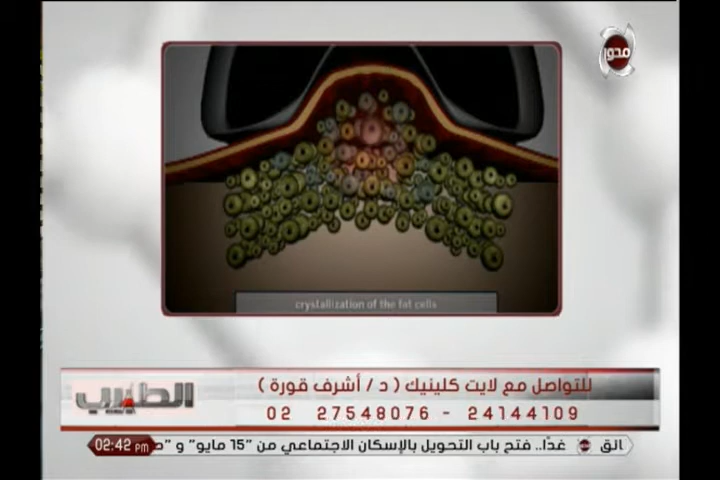 محور
crystallization of the fat cells
للتواصل مع لايت كلينيك ( د / أشرف قورة )
الطبيب
02 27548076 - 24144109
02:42 PM
غدًا.. فتح باب التحويل بالإسكان الاجتماعي من "15 مايو" و